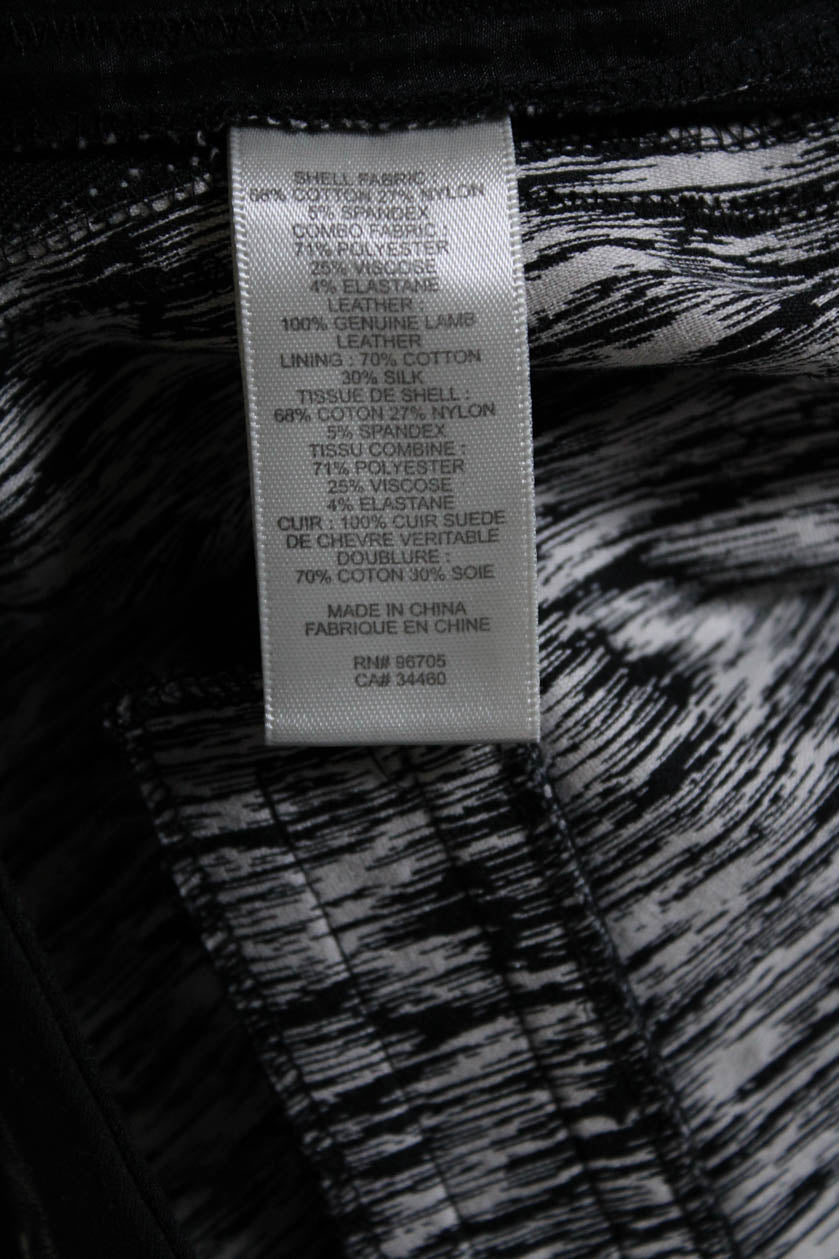 SHELL FABRIC
68% COTTON 27% NYLON
5% SPANDEX
COMBO FABRIC :
71% POLYESTER
25% VISCOSE
4% ELASTANE
LEATHER :
100% GENUINE LAMB
LEATHER
LINING : 70% COTTON
30% SILK
TISSUE DE SHELL :
68% COTON 27% NYLON
5% SPANDEX
TISSU COMBINE :
71% POLYESTER
25% VISCOSE
4% ELASTANE
CUIR : 100% CUIR SUEDE
DE CHEVRE VERITABLE
DOUBLURE :
70% COTON 30% SOIE
MADE IN CHINA
FABRIQUE EN CHINE
RN# 96705
CA# 34460